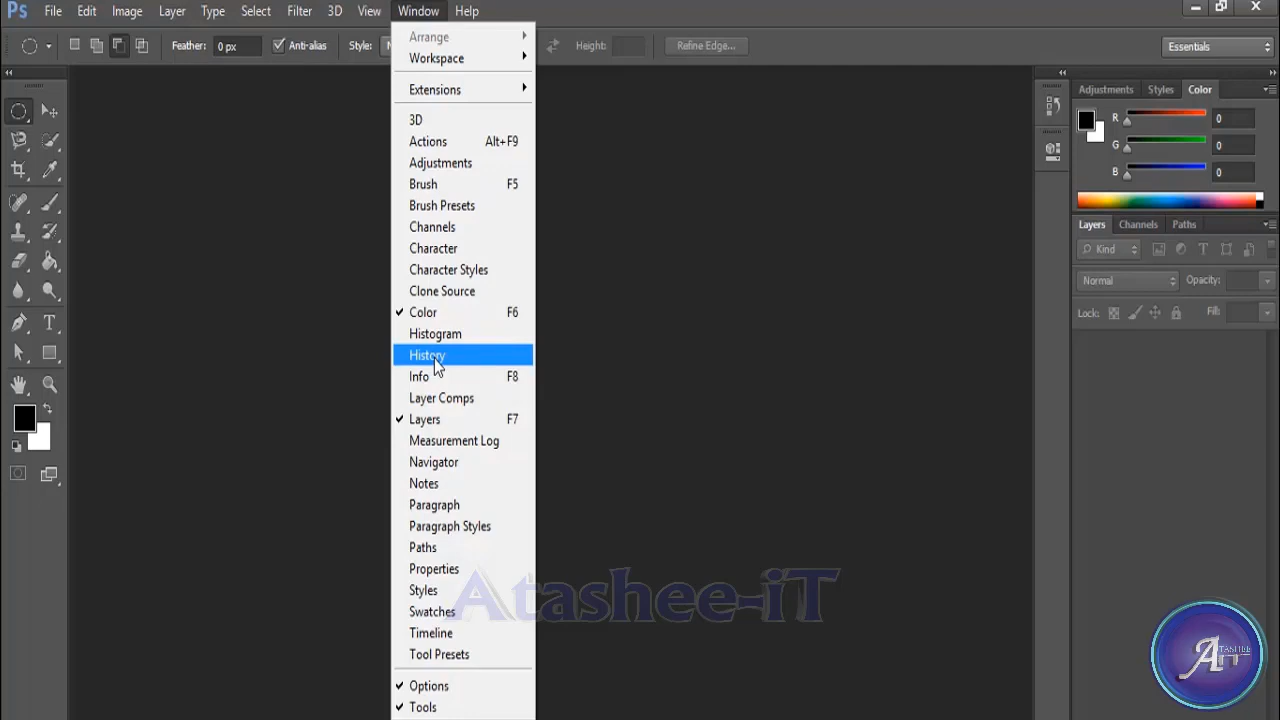 Ps File Edit Image Layer Type Select Filter 3D View Window Help
Feather: 0 px Anti-alias Style: Height: Refine Edge... Essentials
Arrange
Workspace
Extensions
3D
Actions Alt+F9
Adjustments
Brush F5
Brush Presets
Channels
Character
Character Styles
Clone Source
Color F6
Histogram
History
Info F8
Layer Comps
Layers F7
Measurement Log
Navigator
Notes
Paragraph
Paragraph Styles
Paths
Properties
Styles
Swatches
Timeline
Tool Presets
Options
Tools
Adjustments Styles Color
R 0
G 0
B 0
Layers Channels Paths
Kind
Normal Opacity:
Lock: Fill:
Atashee-iT